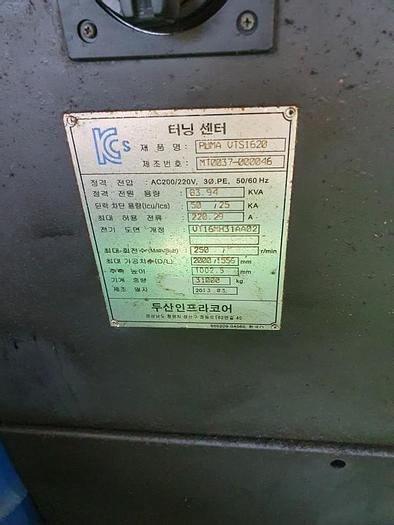 KCs
터닝 센터
제 품 명 : PUMA VTS1620
제조번호 : MT0037-000046
정격 전압 : AC200/220V, 3Ø.PE, 50/60 Hz
정격 전원 용량 83.94 KVA
단락 차단 용량(Icu/Ics) 50 /25 KA
최대 허용 전류 220.29 A
전기 도면 개정 VT16MH31AA02
최대·회전수(Main/Sub) 250 / r/min
최대 가공치수(D/L) 2000/1556 mm
주축 높이 1002.5 mm
기계 중량 31000 kg
제조 일자 2013.03.
두산인프라코어